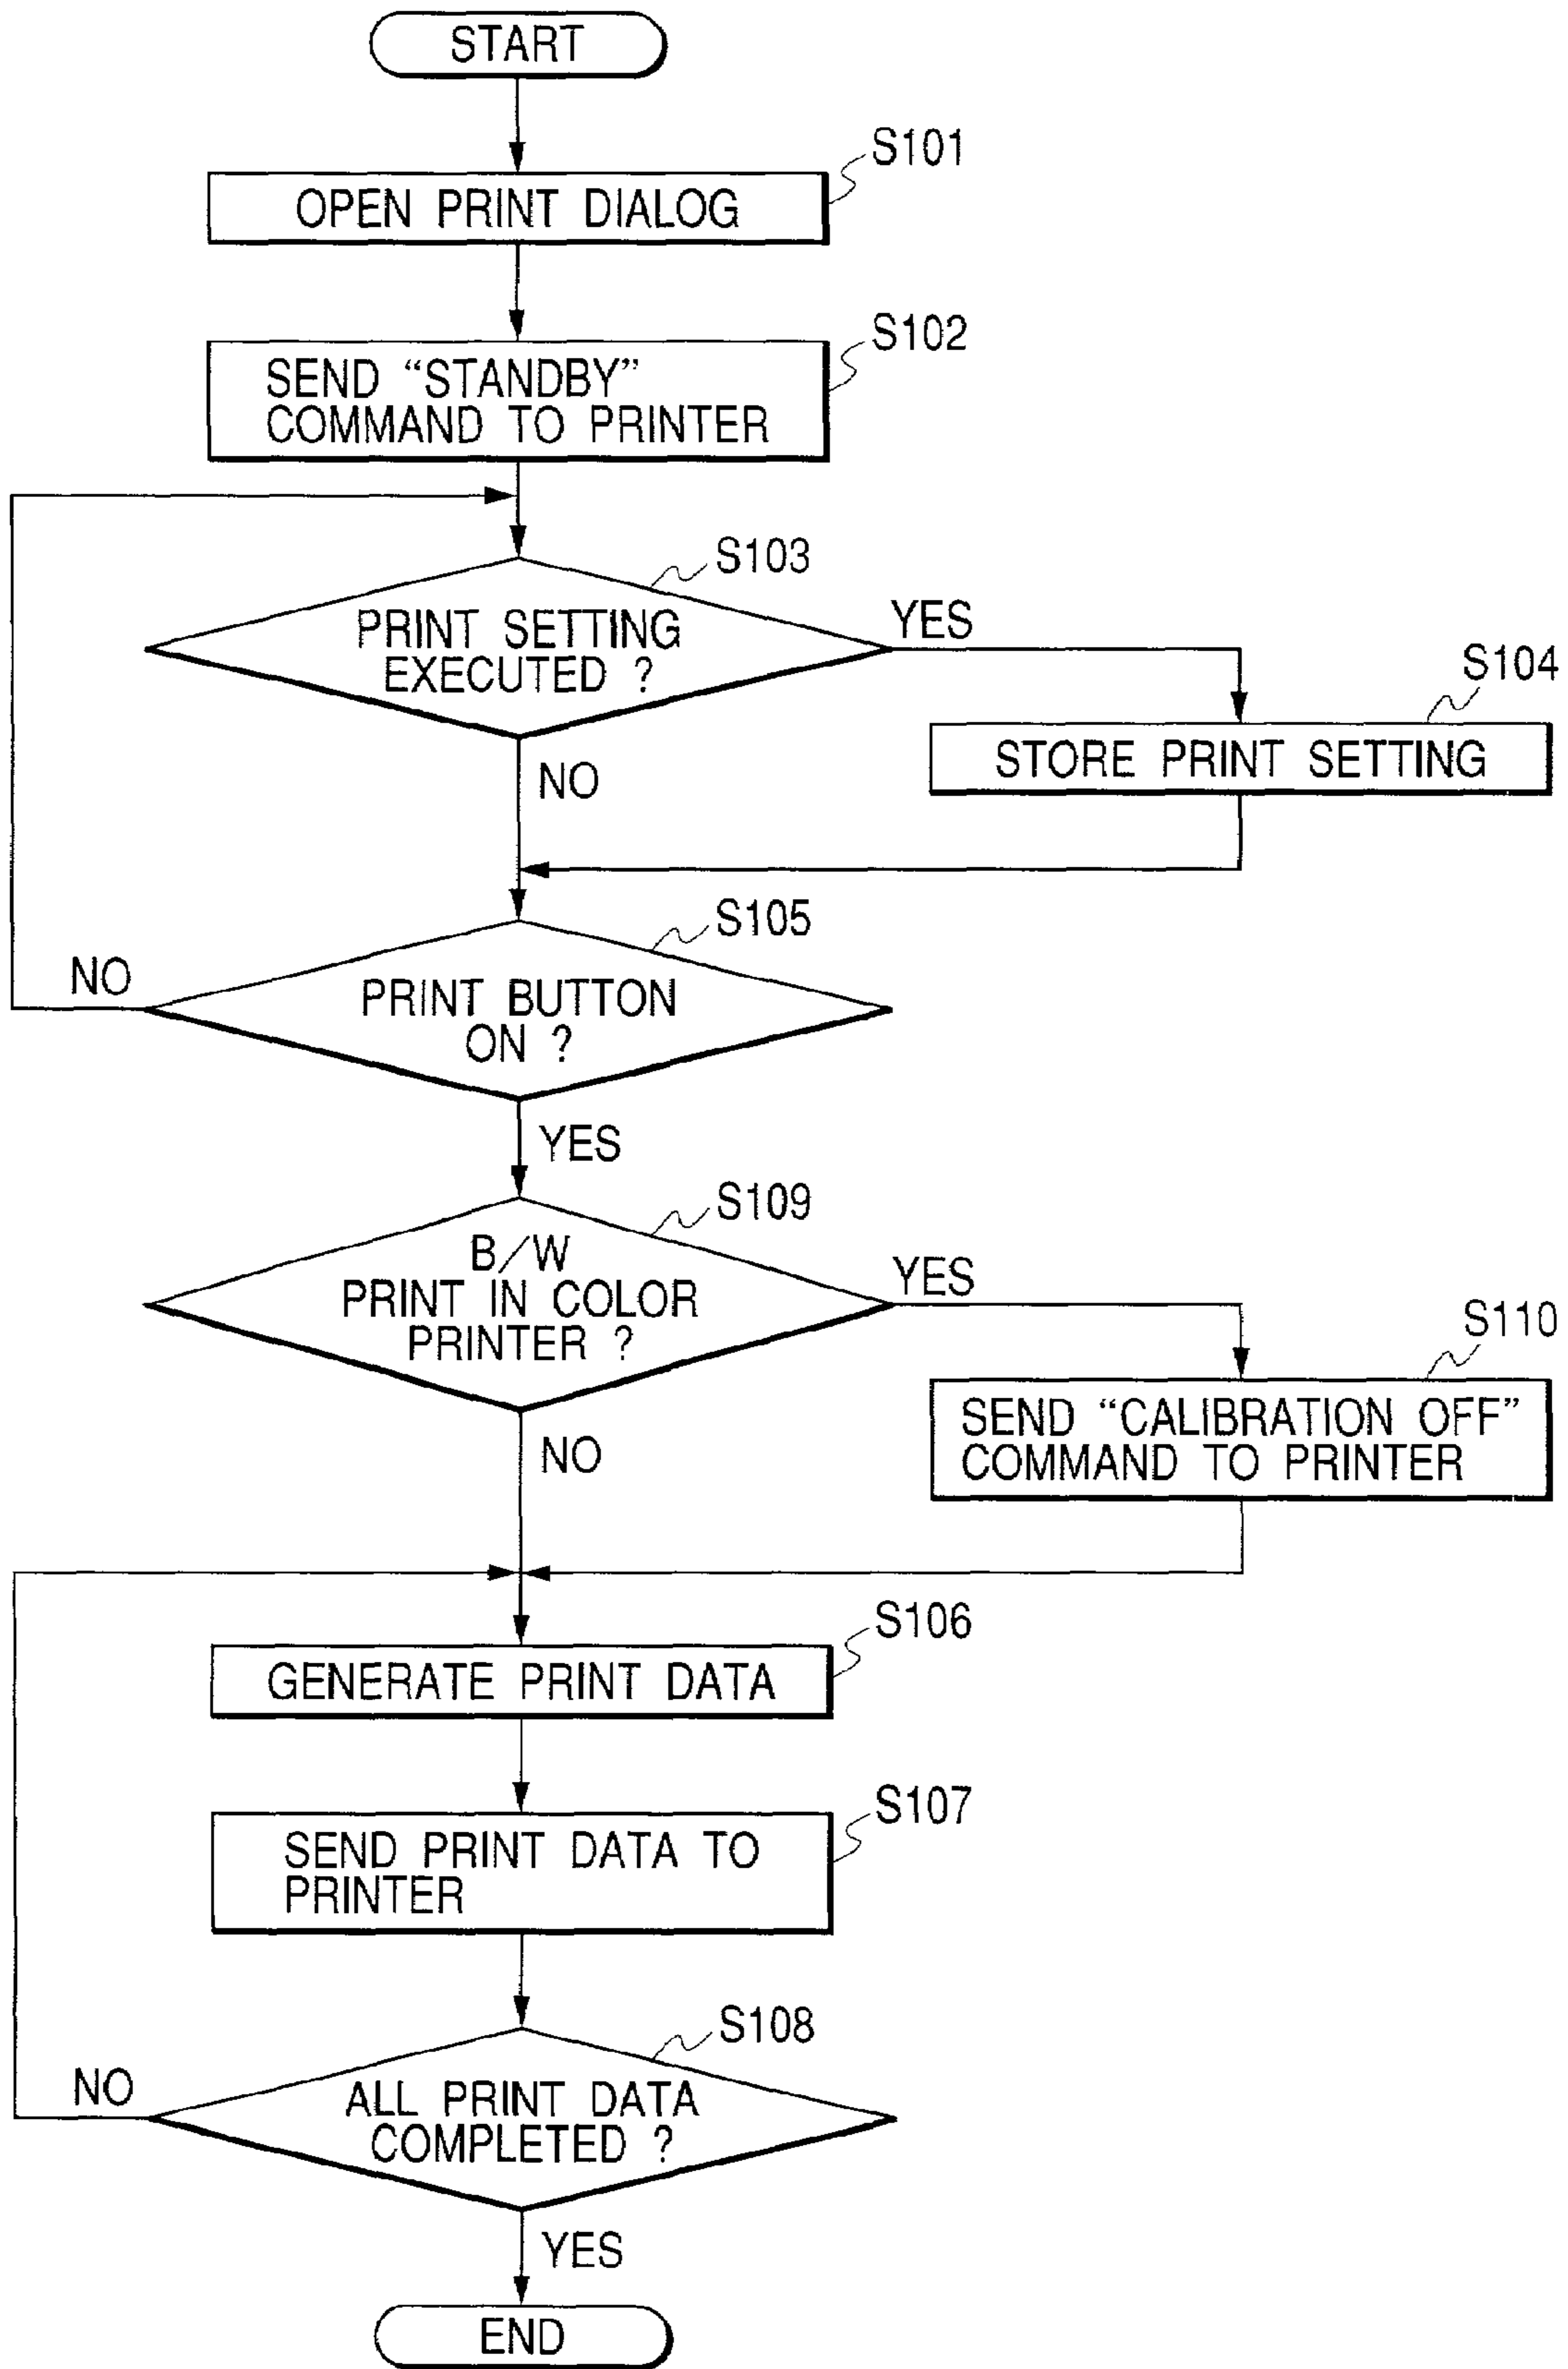 START
S101
OPEN PRINT DIALOG
S102
SEND “STANDBY”
COMMAND TO PRINTER
S103
PRINT SETTING
EXECUTED ?
YES
S104
STORE PRINT SETTING
NO
S105
PRINT BUTTON
ON ?
NO
YES
S109
B/W
PRINT IN COLOR
PRINTER ?
YES
S110
SEND “CALIBRATION OFF”
COMMAND TO PRINTER
NO
S106
GENERATE PRINT DATA
S107
SEND PRINT DATA TO
PRINTER
S108
ALL PRINT DATA
COMPLETED ?
NO
YES
END